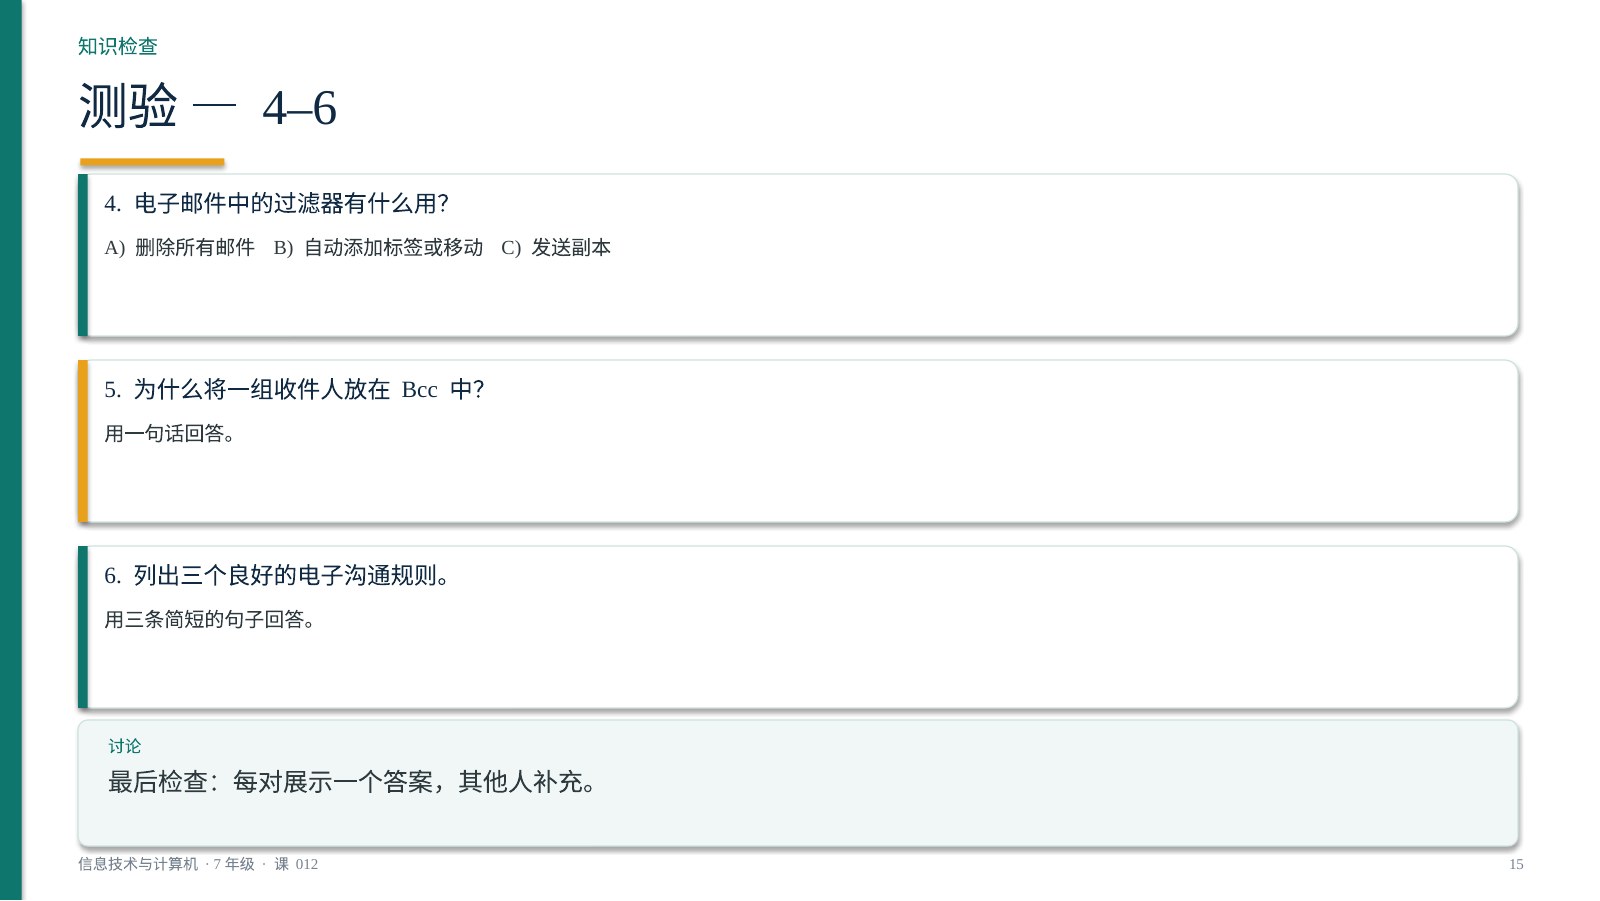 知识检查
测验 — 4–6
4. 电子邮件中的过滤器有什么用？
A) 删除所有邮件 B) 自动添加标签或移动 C) 发送副本
5. 为什么将一组收件人放在 Bcc 中？
用一句话回答。
6. 列出三个良好的电子沟通规则。
用三条简短的句子回答。
讨论
最后检查：每对展示一个答案，其他人补充。
信息技术与计算机 · 7 年级 · 课 012
15